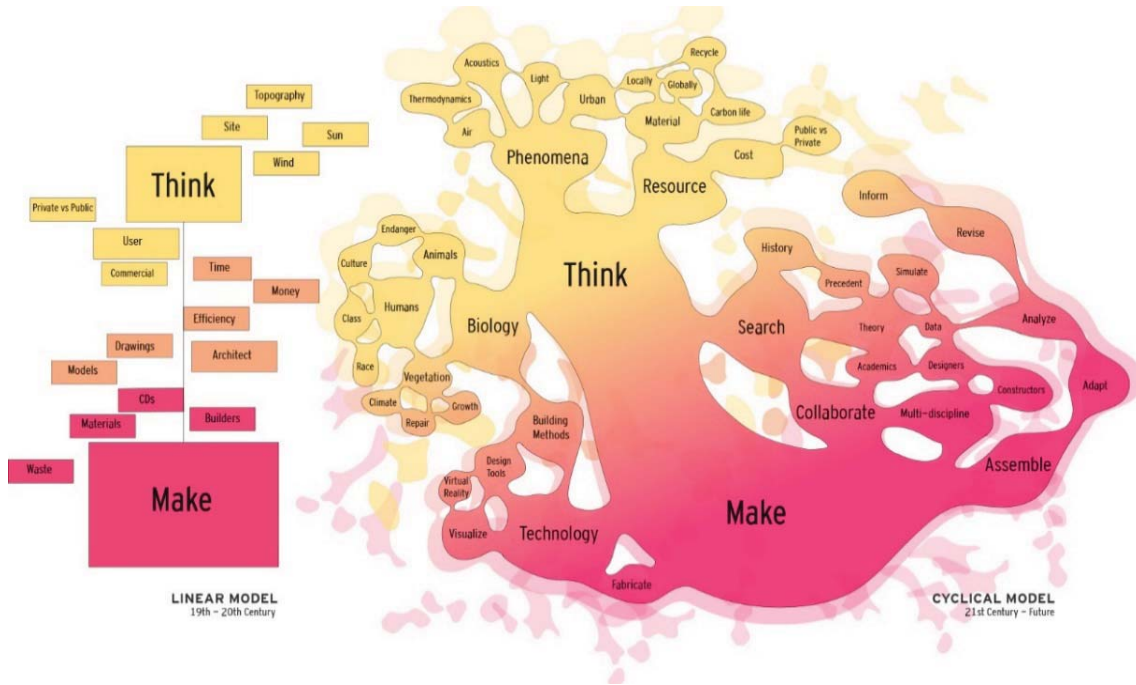 Topography
Site
Sun
Wind
Think
Private vs Public
User
Commercial
Time
Money
Efficiency
Drawings
Architect
Models
CDs
Materials
Builders
Waste
Make
LINEAR MODEL
19th – 20th Century
Acoustics
Light
Thermodynamics
Air
Urban
Phenomena
Locally
Globally
Recycle
Material
Carbon life
Public vs
Private
Cost
Resource
Inform
Revise
Endanger
Culture
Animals
Humans
Class
Race
Biology
Vegetation
Climate
Growth
Repair
Think
History
Precedent
Simulate
Search
Theory
Data
Analyze
Academics
Designers
Constructors
Adapt
Collaborate
Multi-discipline
Assemble
Building
Methods
Design
Tools
Virtual
Reality
Visualize
Technology
Fabricate
Make
CYCLICAL MODEL
21st Century – Future